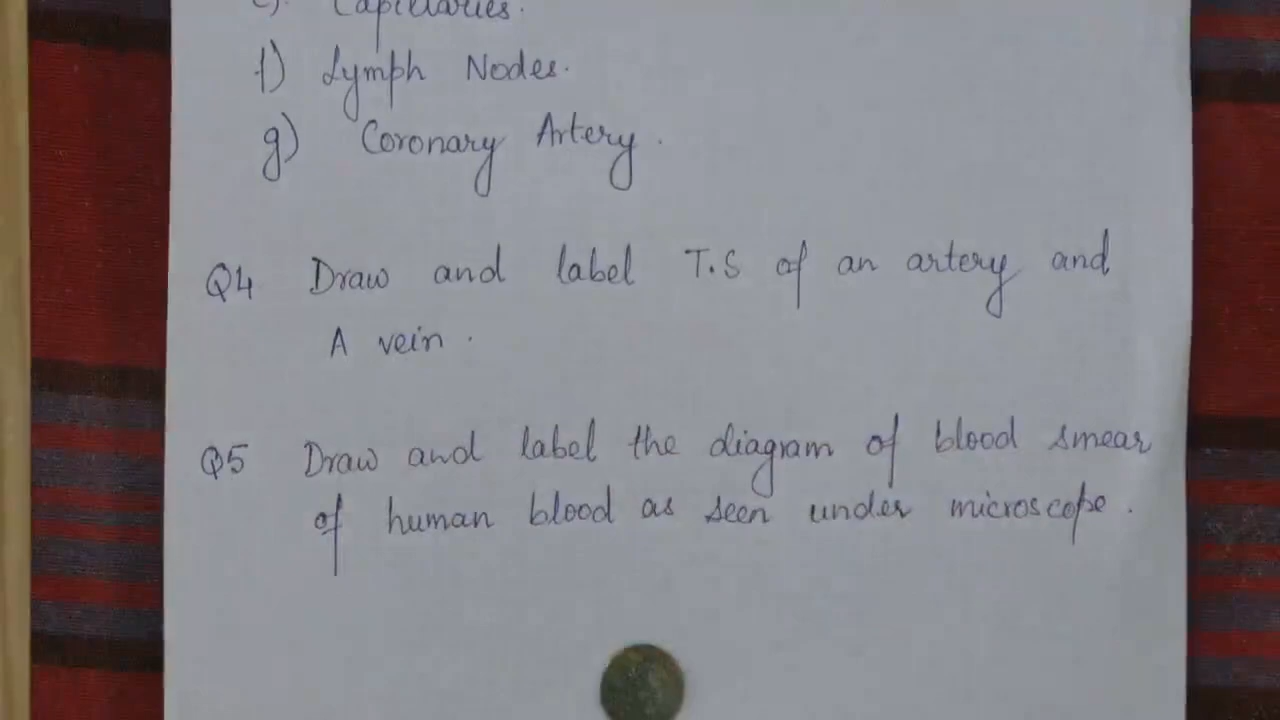 e). Capillaries.
f) Lymph Nodes.
g) Coronary Artery.
Q4 Draw and label T.S of an artery and
A vein.
Q5 Draw and label the diagram of blood smear
of human blood as seen under microscope.